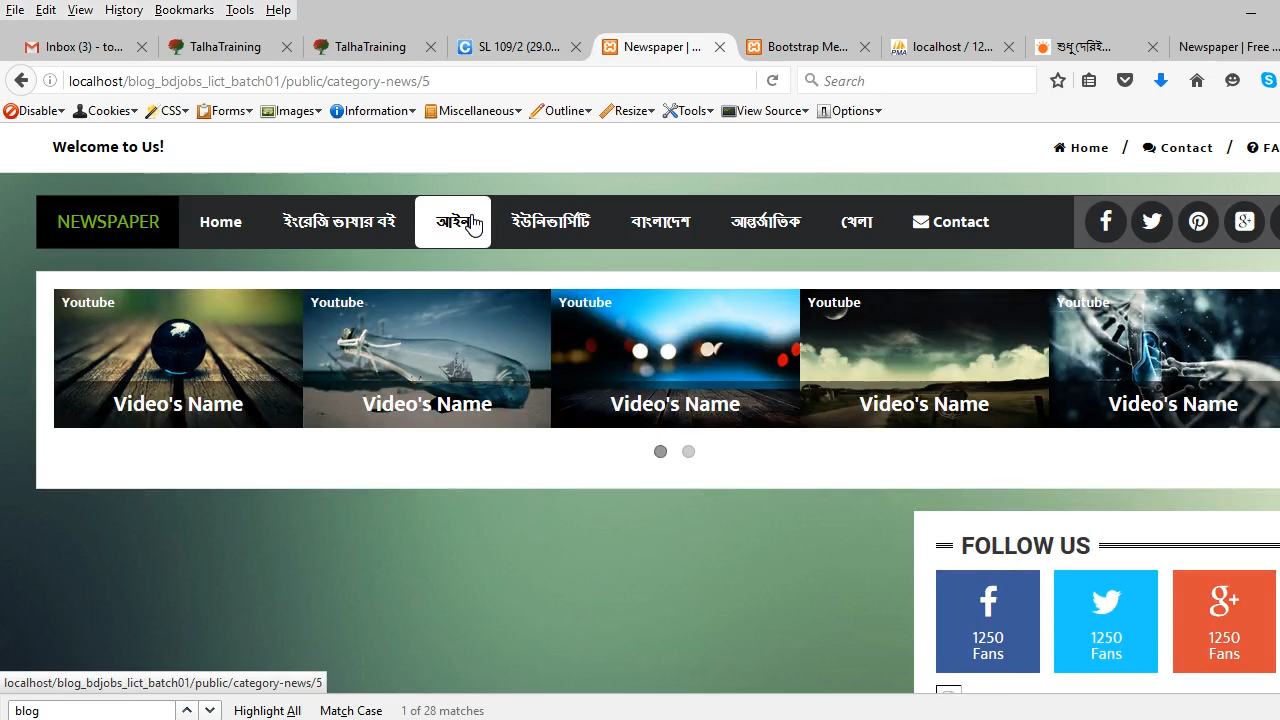 File Edit View History Bookmarks Tools Help
Inbox (3) - to... TalhaTraining TalhaTraining SL 109/2 (29.0... Newspaper | ... Bootstrap Me... localhost / 12... শুধু দেরিই... Newspaper | Free ...
localhost/blog_bdjobs_lict_batch01/public/category-news/5 Search
Disable Cookies CSS Forms Images Information Miscellaneous Outline Resize Tools View Source Options
Welcome to Us! Home / Contact / FA
NEWSPAPER Home ইংরেজি ভাষার বই আইন ইউনিভার্সিটি বাংলাদেশ আন্তর্জাতিক খেলা Contact
Youtube Youtube Youtube Youtube Youtube
Video's Name Video's Name Video's Name Video's Name Video's Name
FOLLOW US
1250 1250 1250
Fans Fans Fans
localhost/blog_bdjobs_lict_batch01/public/category-news/5
blog Highlight All Match Case 1 of 28 matches